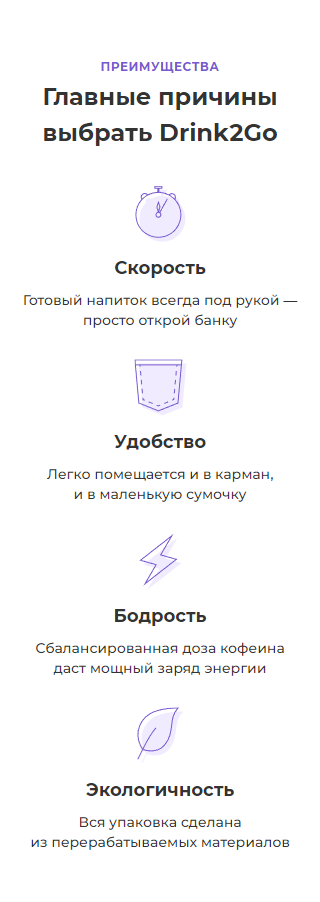 ПРЕИМУЩЕСТВА
Главные причины
выбрать Drink2Go
Скорость
Готовый напиток всегда под рукой —
просто открой банку
Удобство
Легко помещается и в карман,
и в маленькую сумочку
Бодрость
Сбалансированная доза кофеина
даст мощный заряд энергии
Экологичность
Вся упаковка сделана
из перерабатываемых материалов